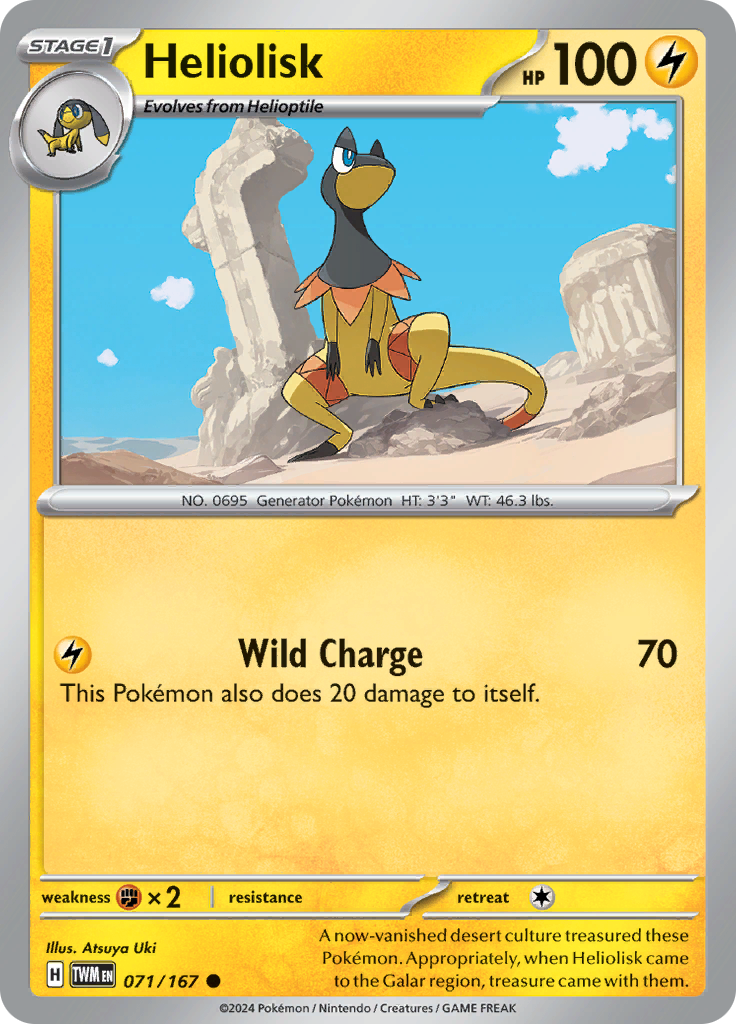 STAGE1
Heliolisk
HP 100
Evolves from Helioptile
NO. 0695 Generator Pokémon HT: 3'3" WT: 46.3 lbs.
Wild Charge 70
This Pokémon also does 20 damage to itself.
weakness ×2 resistance retreat
Illus. Atsuya Uki
H TWM EN 071/167
A now-vanished desert culture treasured these
Pokémon. Appropriately, when Heliolisk came
to the Galar region, treasure came with them.
©2024 Pokémon / Nintendo / Creatures / GAME FREAK